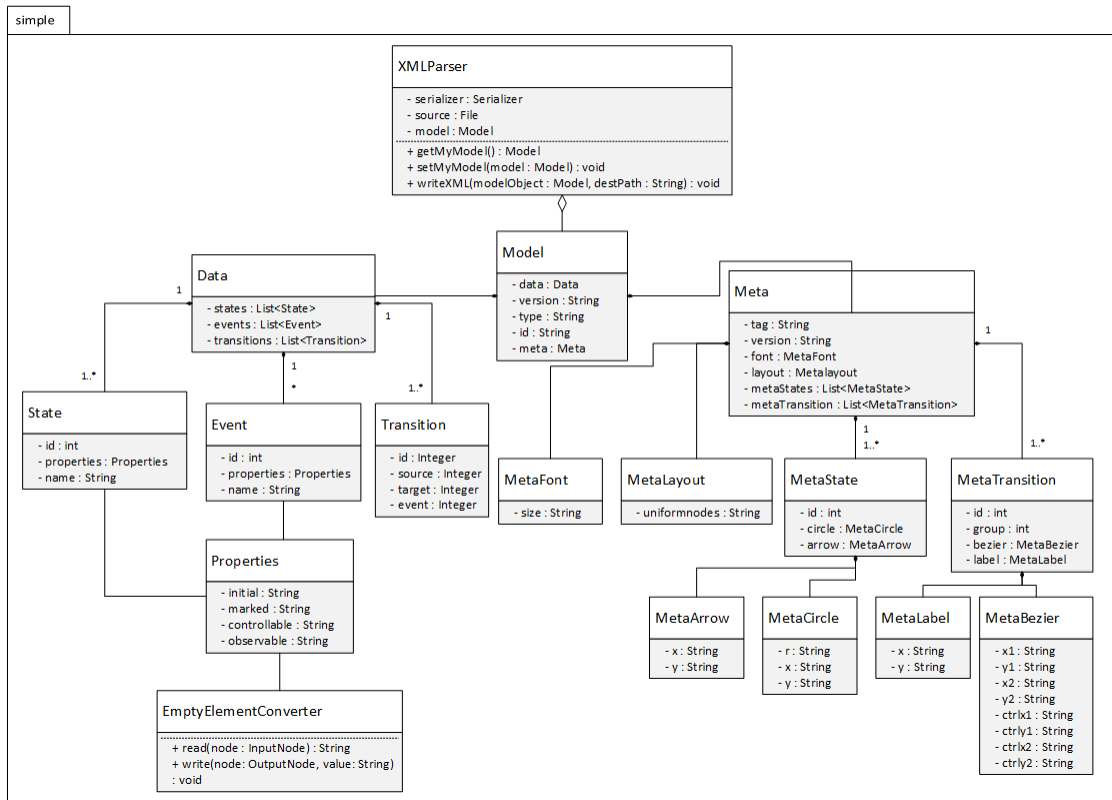 simple
XMLParser
- serializer : Serializer
- source : File
- model : Model
+ getMyModel() : Model
+ setMyModel(model : Model) : void
+ writeXML(modelObject : Model, destPath : String) : void
Model
- data : Data
- version : String
- type : String
- id : String
- meta : Meta
Data
- states : List<State>
- events : List<Event>
- transitions : List<Transition>
Meta
- tag : String
- version : String
- font : MetaFont
- layout : Metalayout
- metaStates : List<MetaState>
- metaTransition : List<MetaTransition>
1
1
1
1
1..*
*
1..*
1
1..*
1..*
State
- id : int
- properties : Properties
- name : String
Event
- id : int
- properties : Properties
- name : String
Transition
- id : Integer
- source : Integer
- target : Integer
- event : Integer
MetaFont
- size : String
MetaLayout
- uniformnodes : String
MetaState
- id : int
- circle : MetaCircle
- arrow : MetaArrow
MetaTransition
- id : int
- group : int
- bezier : MetaBezier
- label : MetaLabel
Properties
- initial : String
- marked : String
- controllable : String
- observable : String
MetaArrow
- x : String
- y : String
MetaCircle
- r : String
- x : String
- y : String
MetaLabel
- x : String
- y : String
MetaBezier
- x1 : String
- y1 : String
- x2 : String
- y2 : String
- ctrlx1 : String
- ctrly1 : String
- ctrlx2 : String
- ctrly2 : String
EmptyElementConverter
+ read(node : InputNode) : String
+ write(node: OutputNode, value: String)
: void